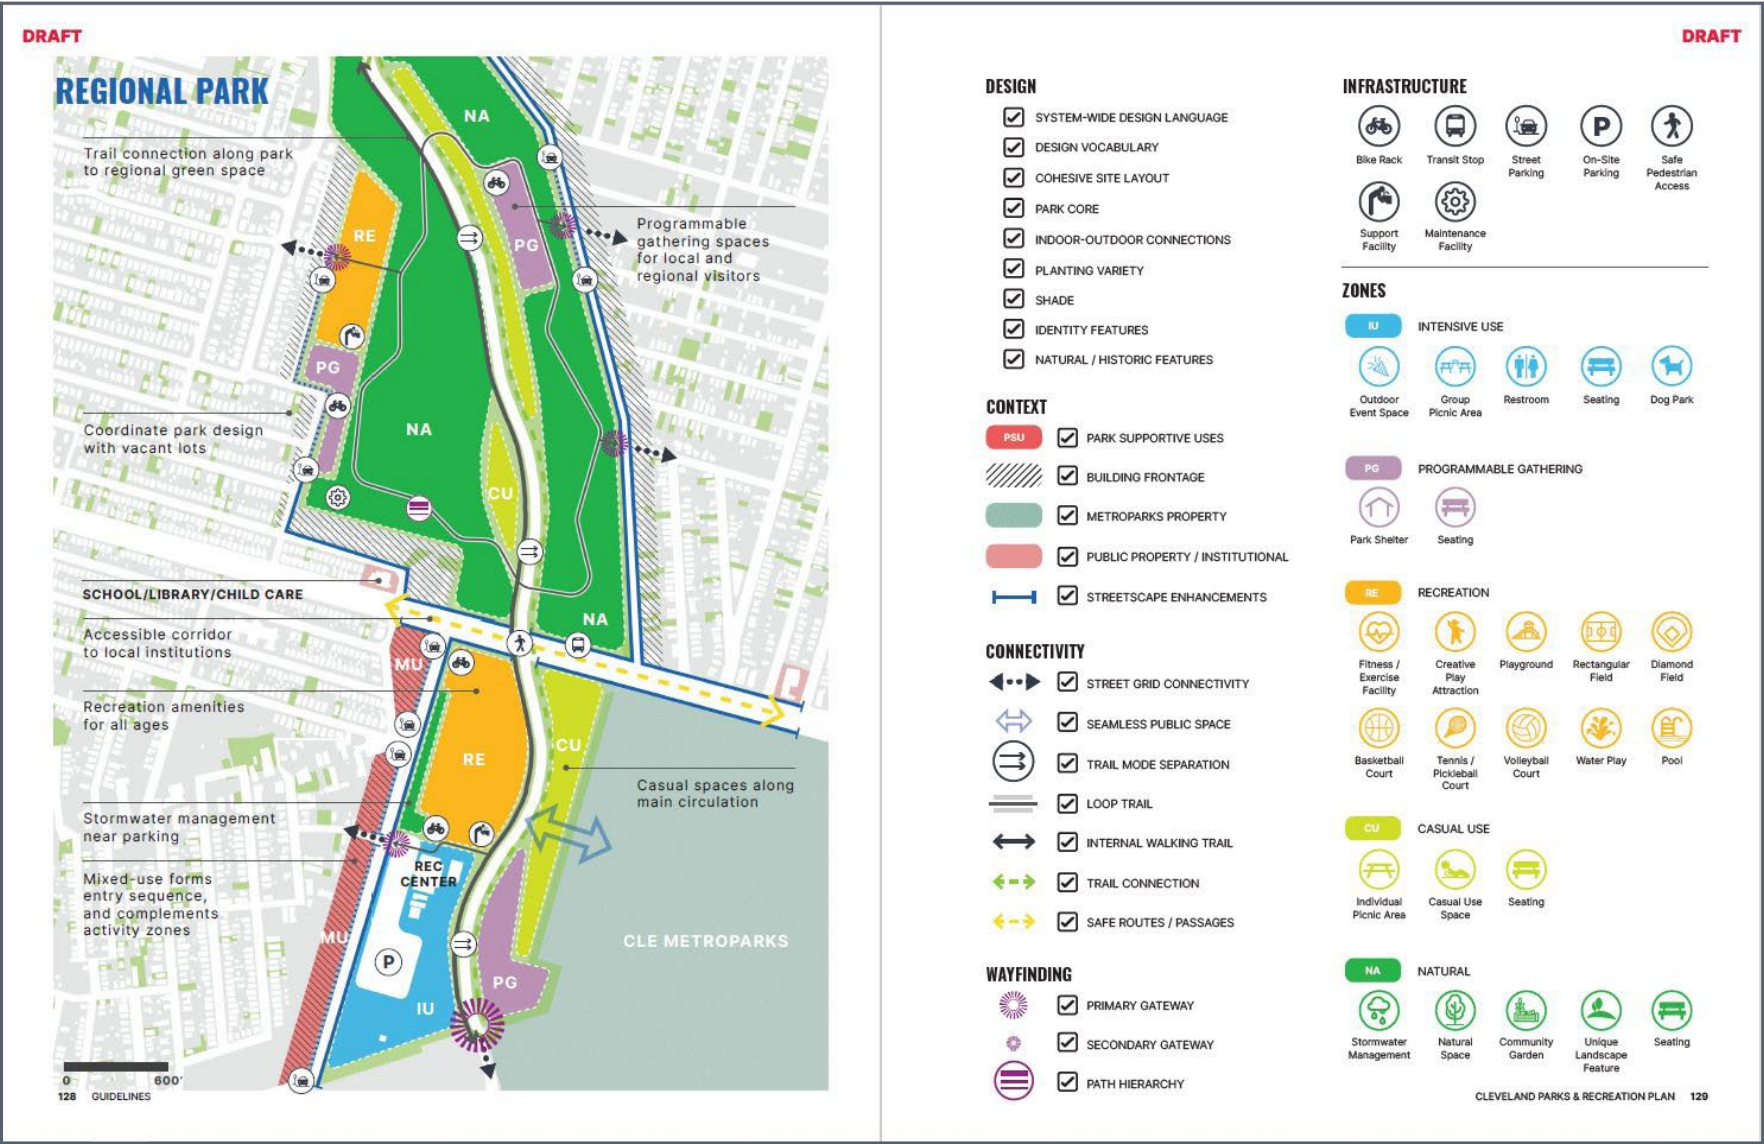 DRAFT
REGIONAL PARK
Trail connection along park
to regional green space
NA
PG
RE
Programmable
gathering spaces
for local and
regional visitors
PG
Coordinate park design
with vacant lots
NA
CU
SCHOOL/LIBRARY/CHILD CARE
NA
Accessible corridor
to local institutions
MU
Recreation amenities
for all ages
RE
CU
Casual spaces along
main circulation
Stormwater management
near parking
REC
CENTER
Mixed-use forms
entry sequence,
and complements
activity zones
MU
P
IU
PG
CLE METROPARKS
0 600'
128 GUIDELINES
DRAFT
DESIGN
SYSTEM-WIDE DESIGN LANGUAGE
DESIGN VOCABULARY
COHESIVE SITE LAYOUT
PARK CORE
INDOOR-OUTDOOR CONNECTIONS
PLANTING VARIETY
SHADE
IDENTITY FEATURES
NATURAL / HISTORIC FEATURES
CONTEXT
PSU PARK SUPPORTIVE USES
BUILDING FRONTAGE
METROPARKS PROPERTY
PUBLIC PROPERTY / INSTITUTIONAL
STREETSCAPE ENHANCEMENTS
CONNECTIVITY
STREET GRID CONNECTIVITY
SEAMLESS PUBLIC SPACE
TRAIL MODE SEPARATION
LOOP TRAIL
INTERNAL WALKING TRAIL
TRAIL CONNECTION
SAFE ROUTES / PASSAGES
WAYFINDING
PRIMARY GATEWAY
SECONDARY GATEWAY
PATH HIERARCHY
INFRASTRUCTURE
P
Bike Rack
Transit Stop
Street
Parking
On-Site
Parking
Safe
Pedestrian
Access
Support
Facility
Maintenance
Facility
ZONES
IU INTENSIVE USE
Outdoor
Event Space
Group
Picnic Area
Restroom
Seating
Dog Park
PG PROGRAMMABLE GATHERING
Park Shelter
Seating
RE RECREATION
Fitness /
Exercise
Facility
Creative
Play
Attraction
Playground
Rectangular
Field
Diamond
Field
Basketball
Court
Tennis /
Pickleball
Court
Volleyball
Court
Water Play
Pool
CU CASUAL USE
Individual
Picnic Area
Casual Use
Space
Seating
NA NATURAL
Stormwater
Management
Natural
Space
Community
Garden
Unique
Landscape
Feature
Seating
CLEVELAND PARKS & RECREATION PLAN 129